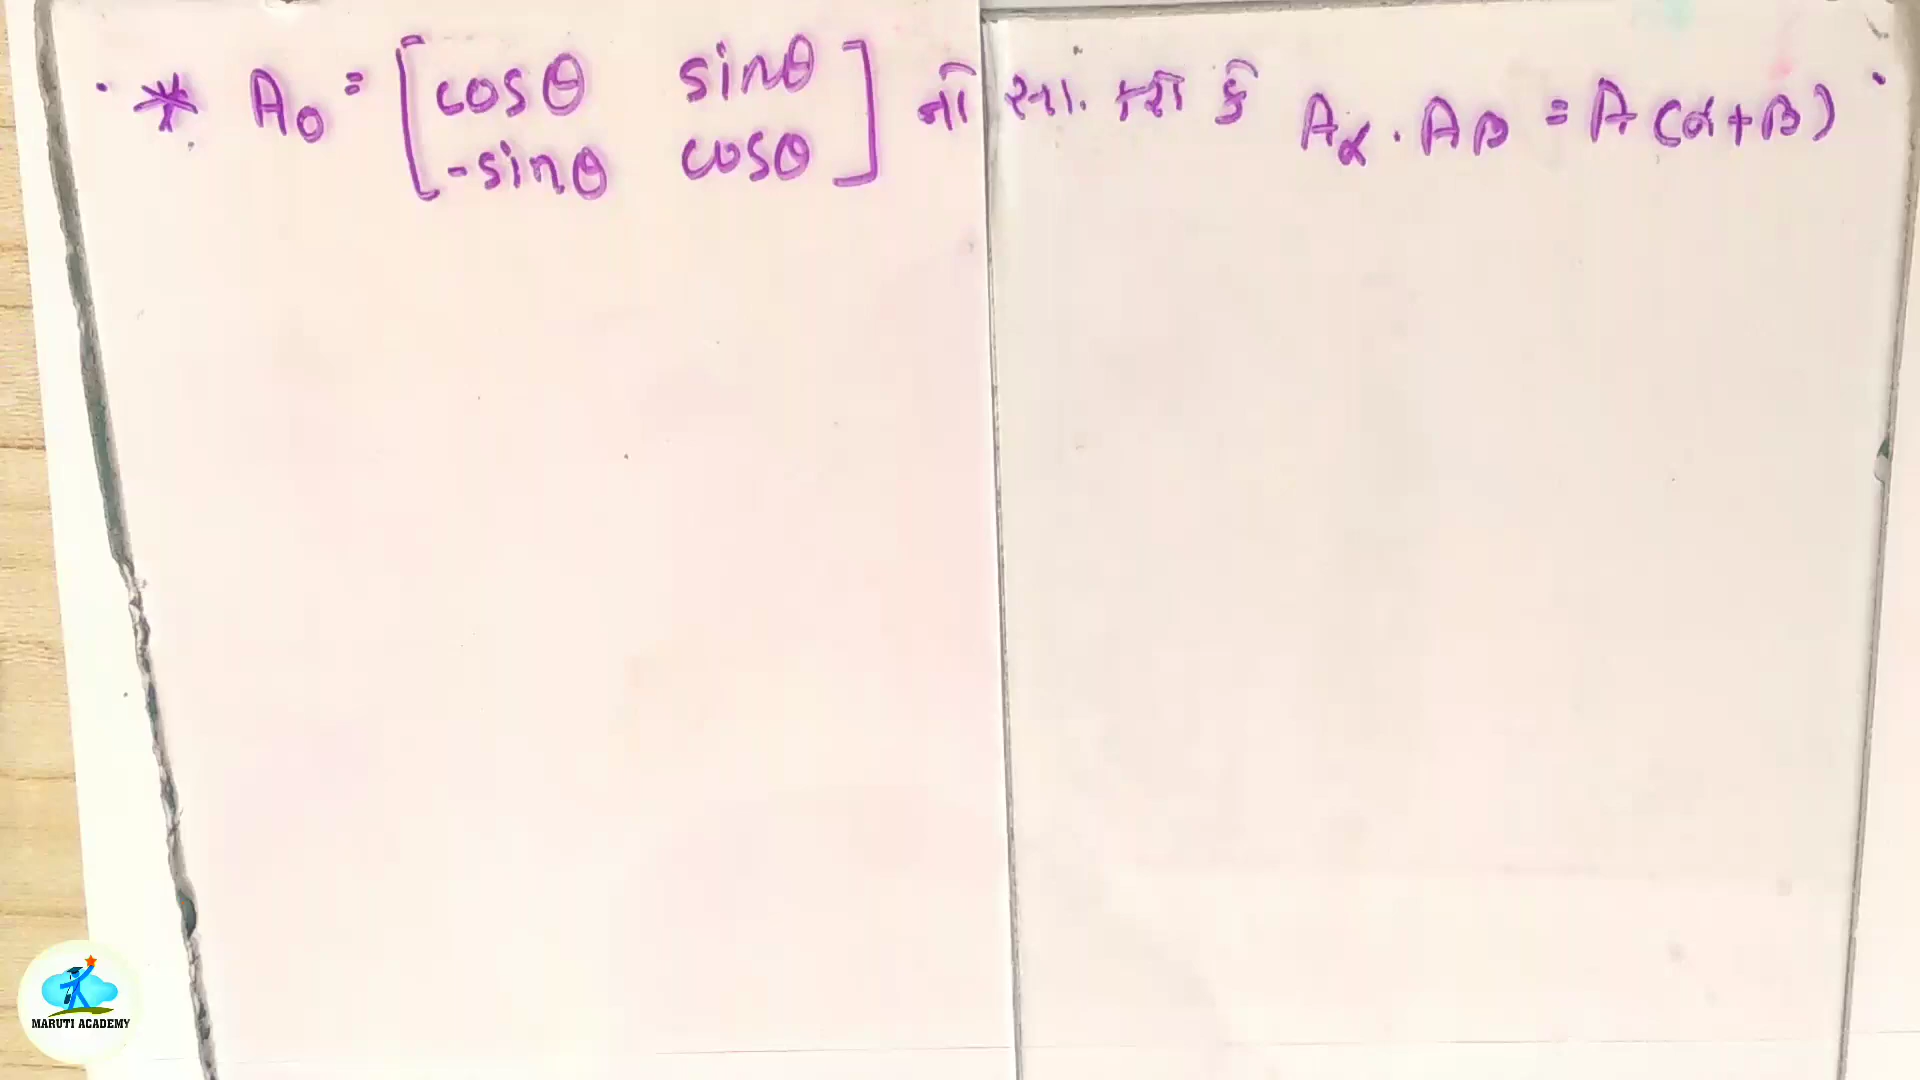 * Aθ = [cosθ sinθ] તો સા. કરો કે Aα . Aβ = A(α+β)
[-sinθ cosθ]
MARUTI ACADEMY